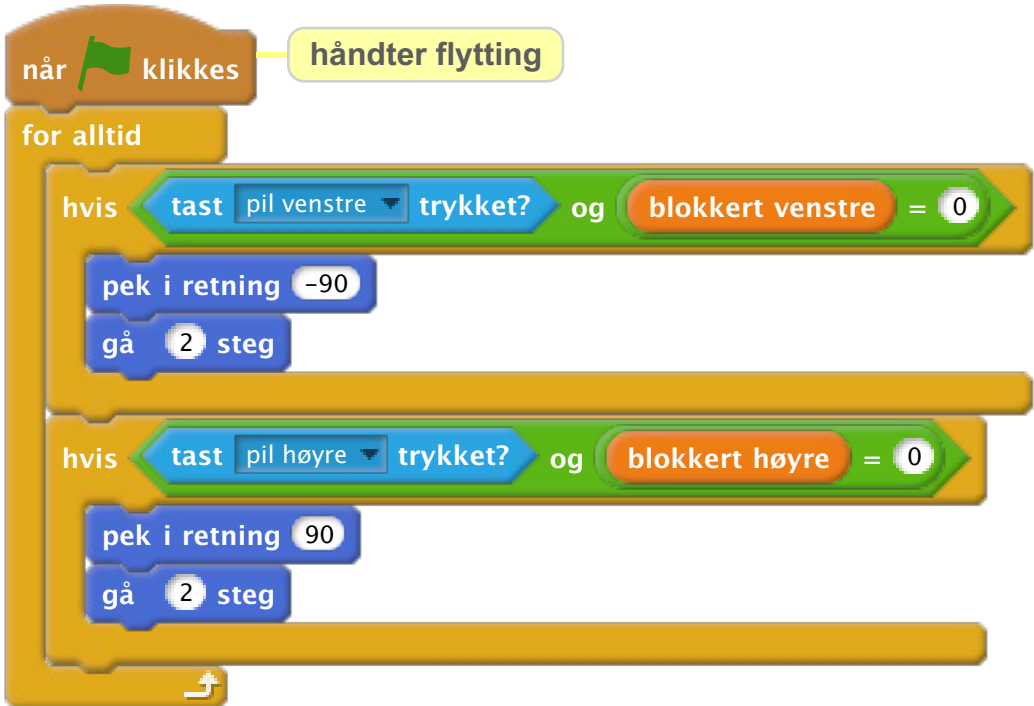 når klikkes
håndter flytting
for alltid
hvis tast pil venstre trykket? og blokkert venstre = 0
pek i retning -90
gå 2 steg
hvis tast pil høyre trykket? og blokkert høyre = 0
pek i retning 90
gå 2 steg